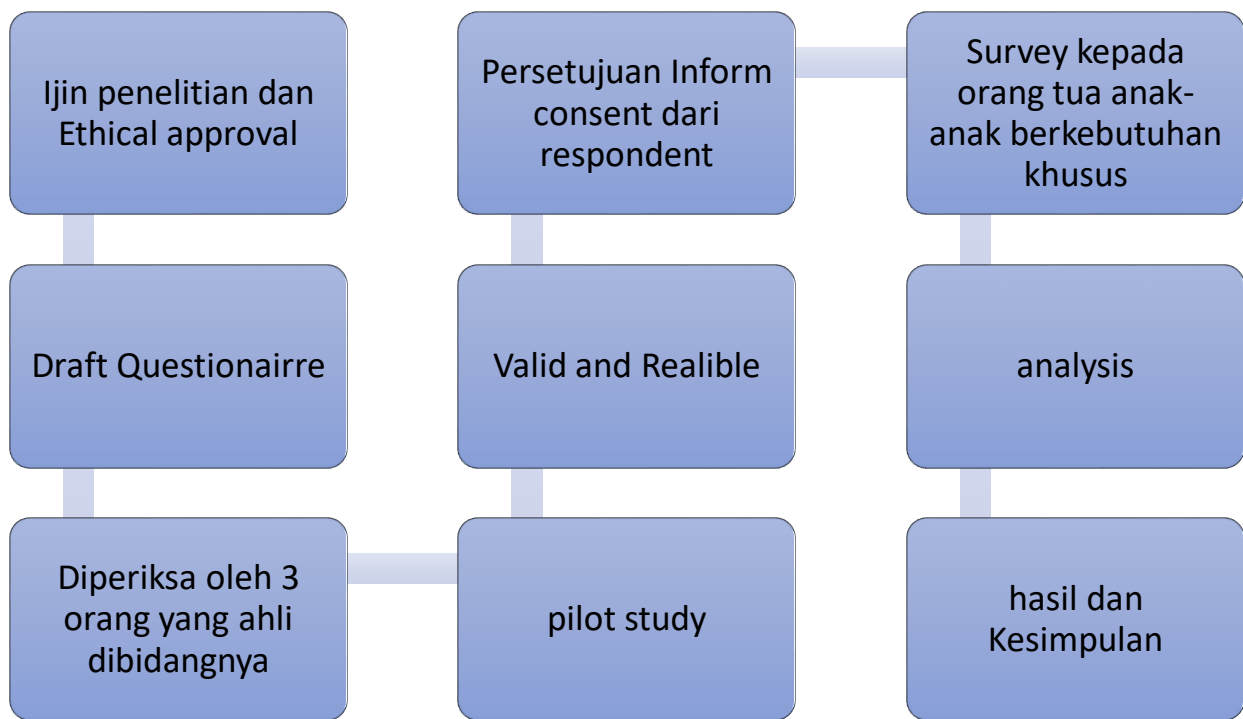 Ijin penelitian dan
Ethical approval
Draft Questionairre
Diperiksa oleh 3
orang yang ahli
dibidangnya
pilot study
Valid and Realible
Persetujuan Inform
consent dari
respondent
Survey kepada
orang tua anak-
anak berkebutuhan
khusus
analysis
hasil dan
Kesimpulan